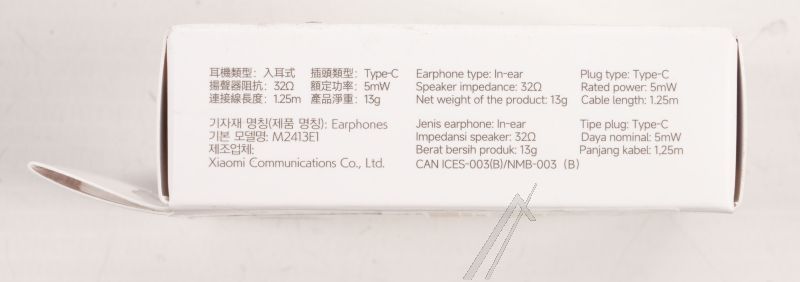 耳機類型：入耳式 插頭類型：Type-C
揚聲器阻抗：32Ω 額定功率：5mW
連接線長度：1.25m 產品淨重：13g
기자재 명칭(제품 명칭): Earphones
기본 모델명: M2413E1
제조업체:
Xiaomi Communications Co., Ltd.
Earphone type: In-ear Plug type: Type-C
Speaker impedance: 32Ω Rated power: 5mW
Net weight of the product: 13g Cable length: 1.25m
Jenis earphone: In-ear Tipe plug: Type-C
Impedansi speaker: 32Ω Daya nominal: 5mW
Berat bersih produk: 13g Panjang kabel: 1,25m
CAN ICES-003(B)/NMB-003（B）